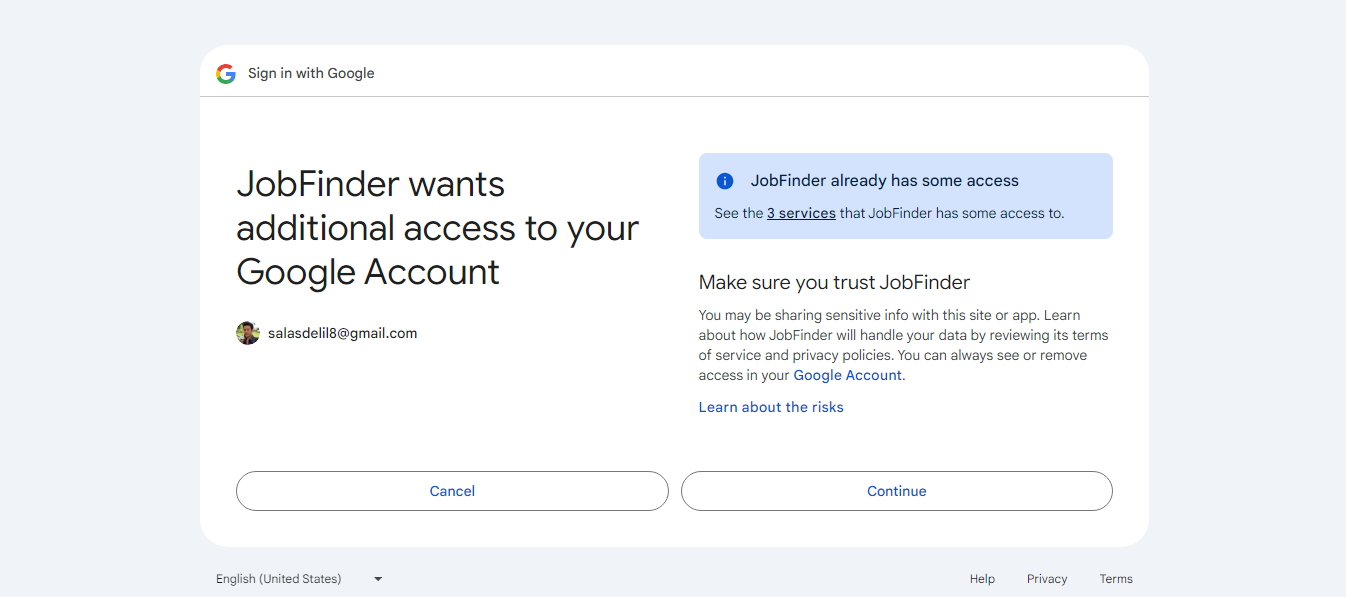 Sign in with Google
JobFinder wants
additional access to your
Google Account
salasdelil8@gmail.com
JobFinder already has some access
See the 3 services that JobFinder has some access to.
Make sure you trust JobFinder
You may be sharing sensitive info with this site or app. Learn
about how JobFinder will handle your data by reviewing its terms
of service and privacy policies. You can always see or remove
access in your Google Account.
Learn about the risks
Cancel
Continue
English (United States)
Help
Privacy
Terms